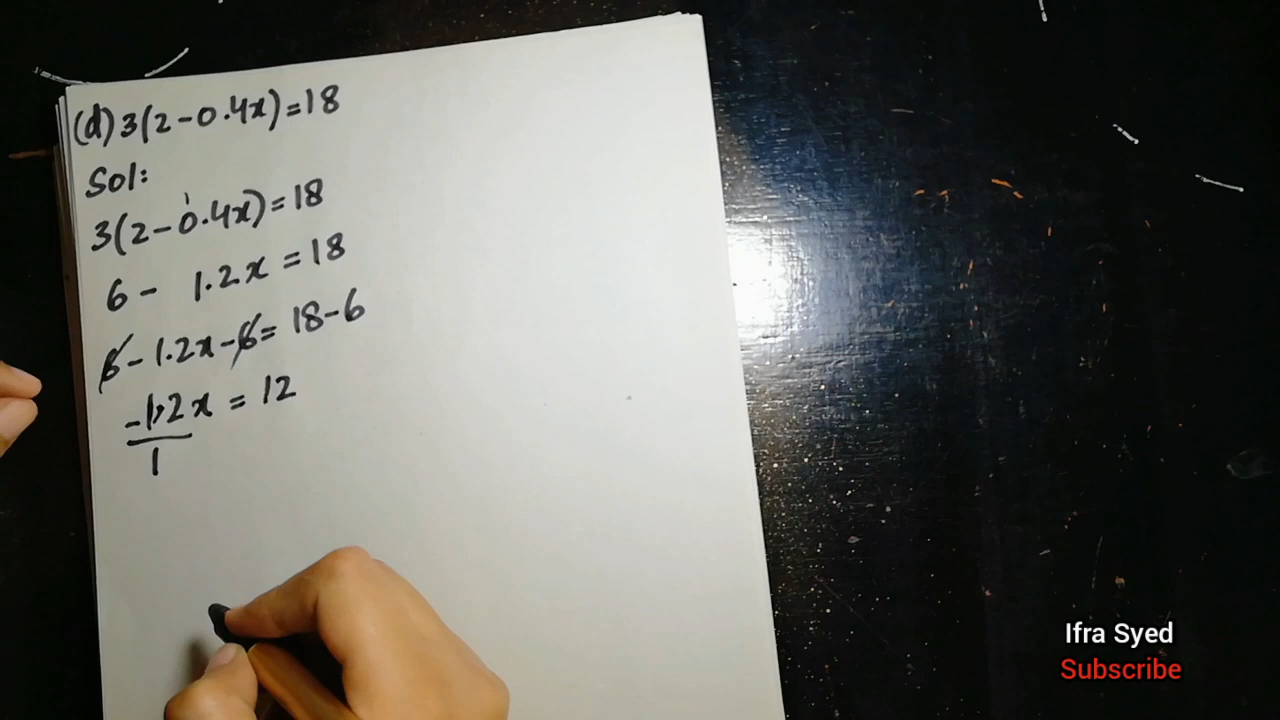 (d) 3(2-0.4x)=18
Sol:
1
3(2-0.4x)=18
6 - 1.2x = 18
6 - 1.2x - 6 = 18-6
-1.2x = 12
1
Ifra Syed
Subscribe